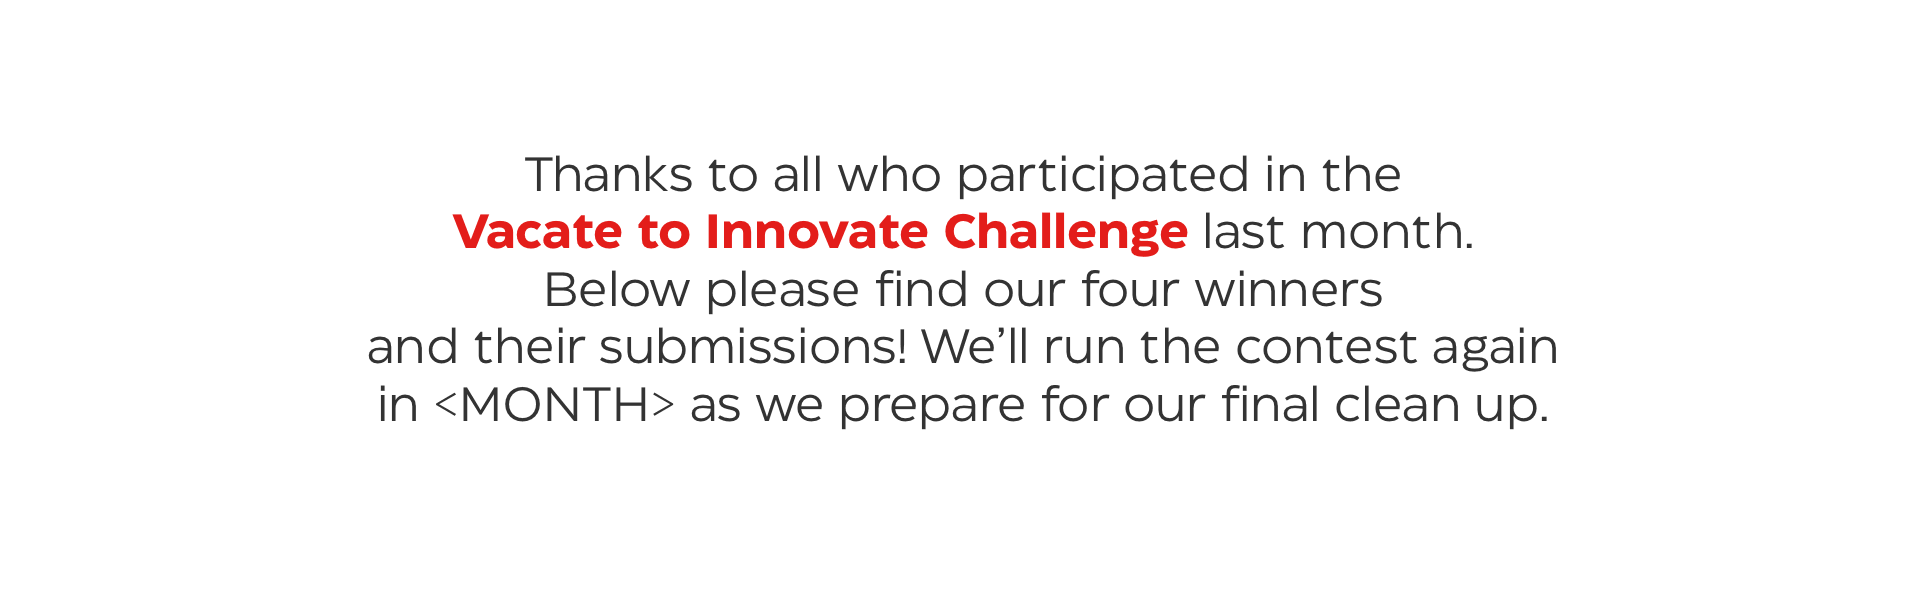 Thanks to all who participated in the
Vacate to Innovate Challenge last month.
Below please find our four winners
and their submissions! We’ll run the contest again
in <MONTH> as we prepare for our final clean up.